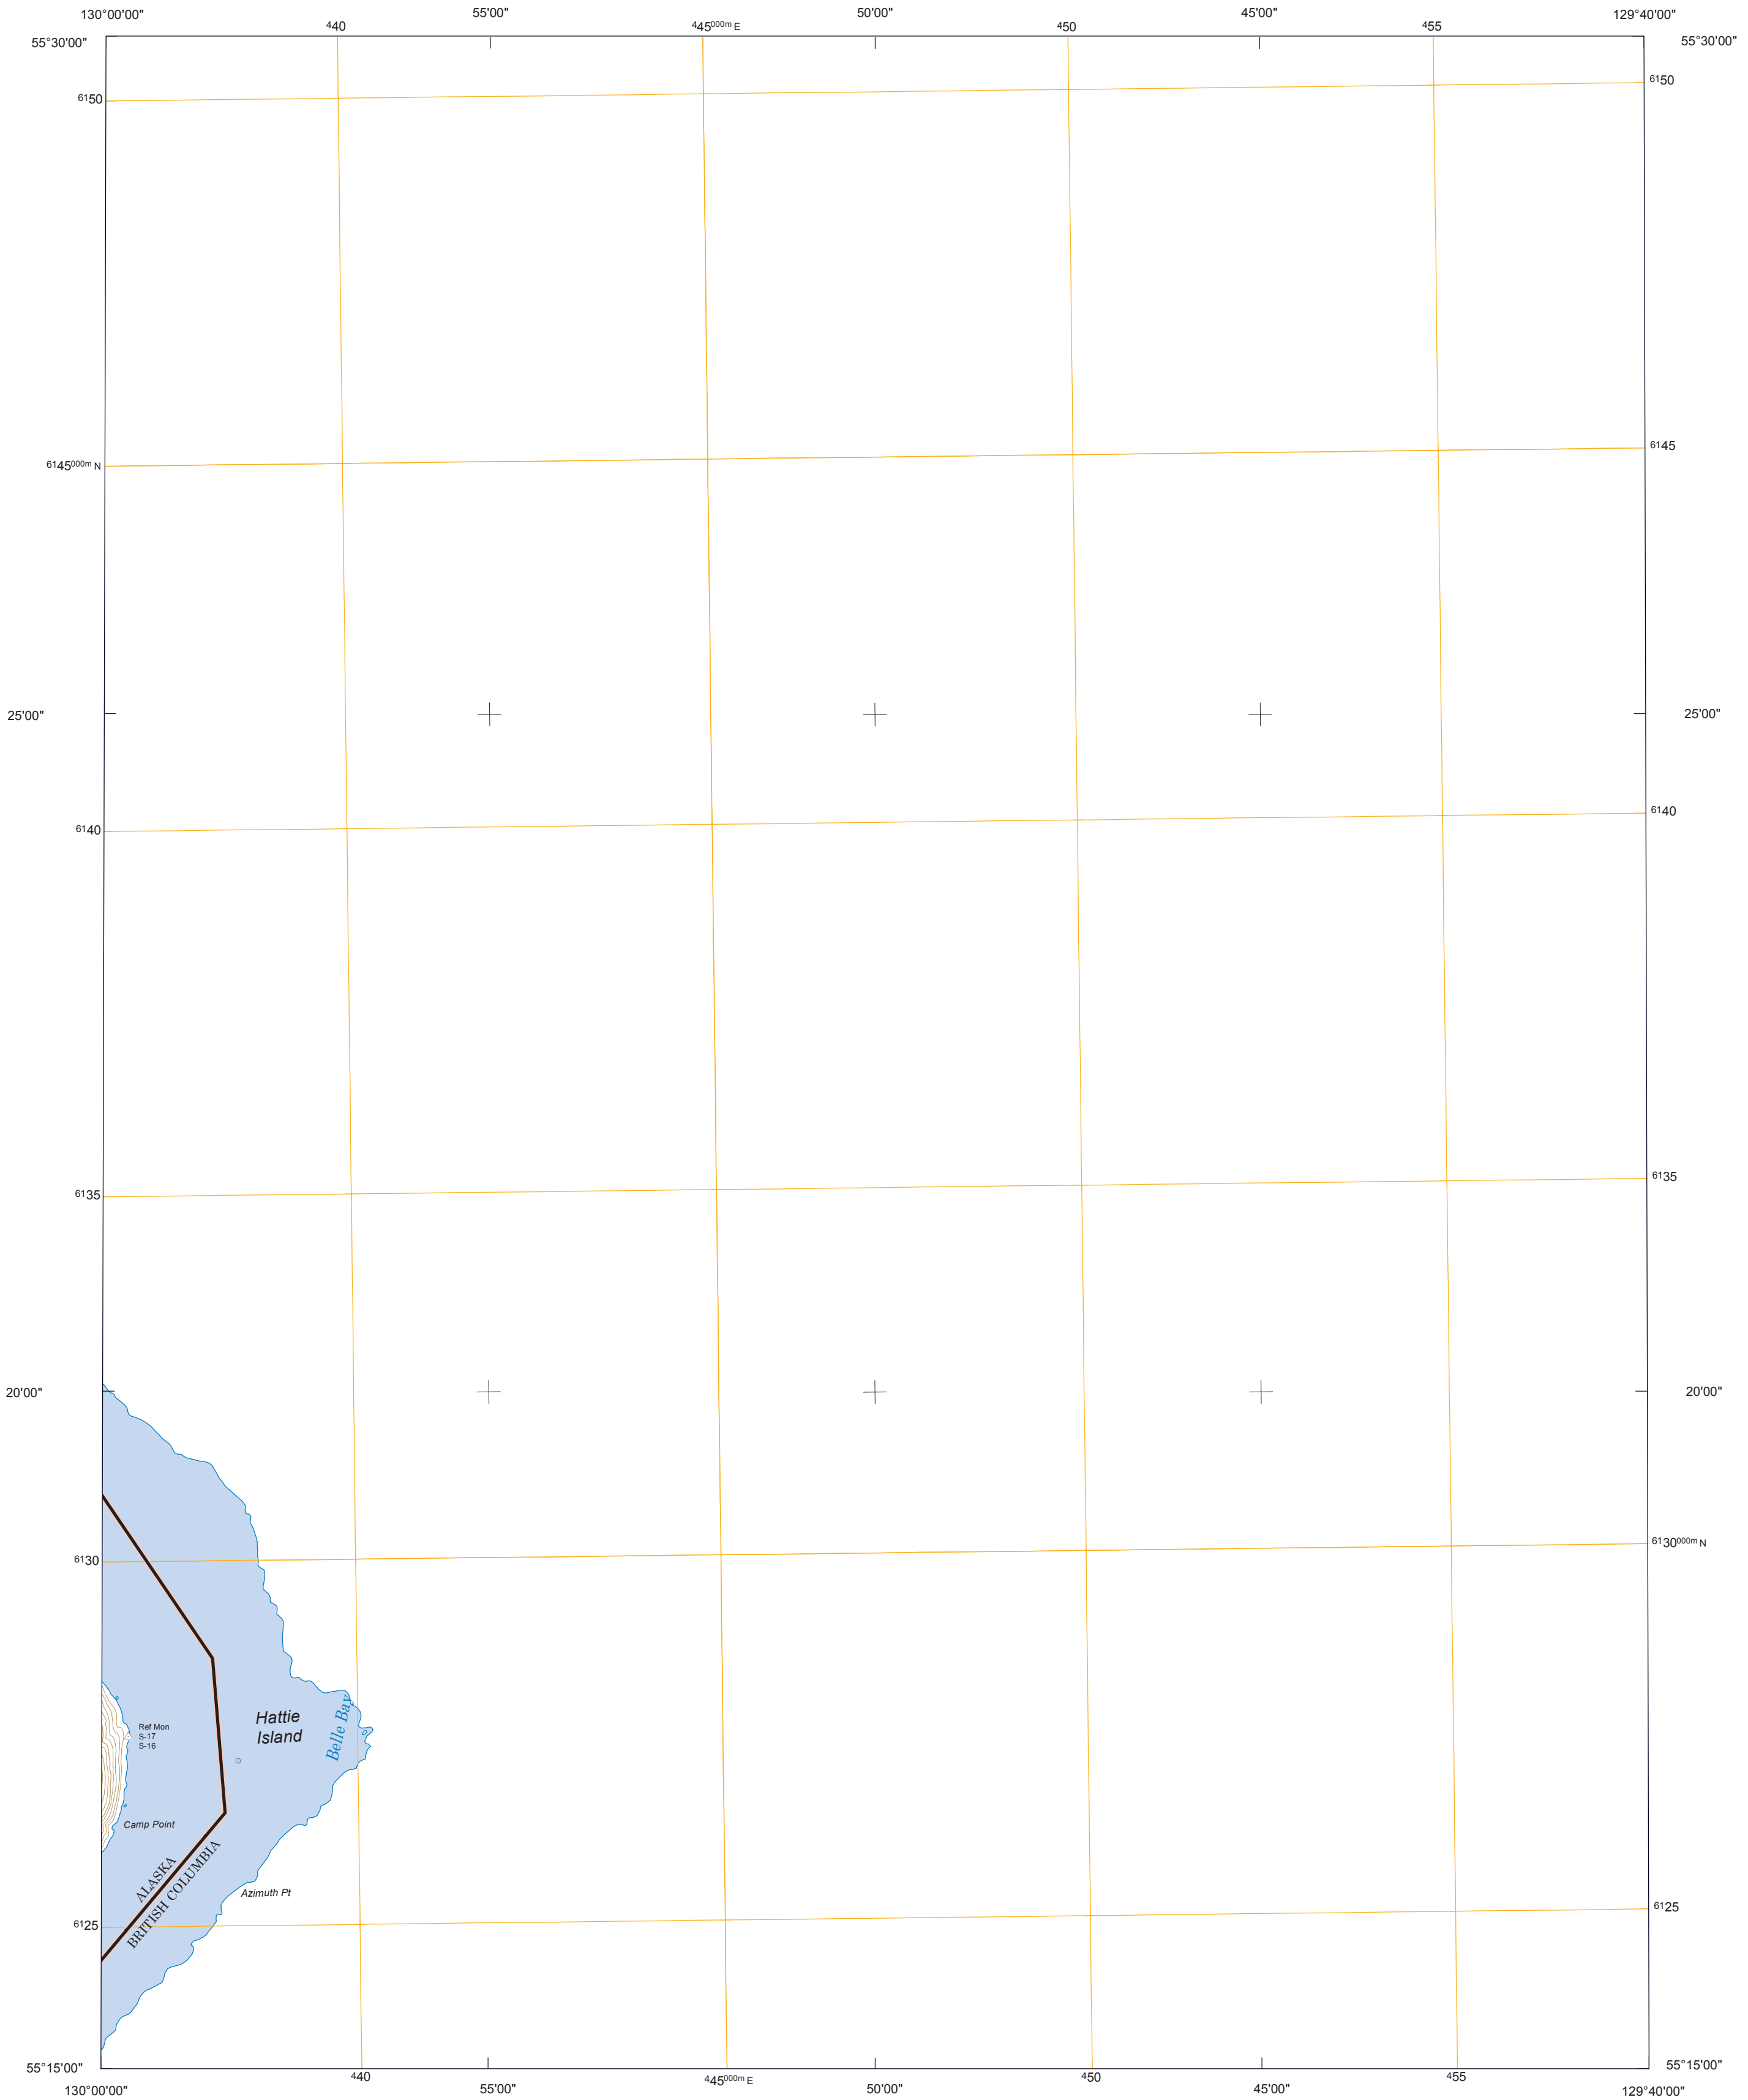 130°00'00"
55'00"
50'00"
45'00"
129°40'00"
440
445000m E
450
455
55°30'00"
55°30'00"
6150
6150
6145000m N
6145
25'00"
25'00"
6140
6140
6135
6135
20'00"
20'00"
6130
6130000m N
Hattie
Island
Belle Bay
Ref Mon
S-17
S-16
Camp Point
ALASKA
BRITISH COLUMBIA
Azimuth Pt
6125
6125
55°15'00"
55°15'00"
440
445000m E
450
455
130°00'00"
55'00"
50'00"
45'00"
129°40'00"